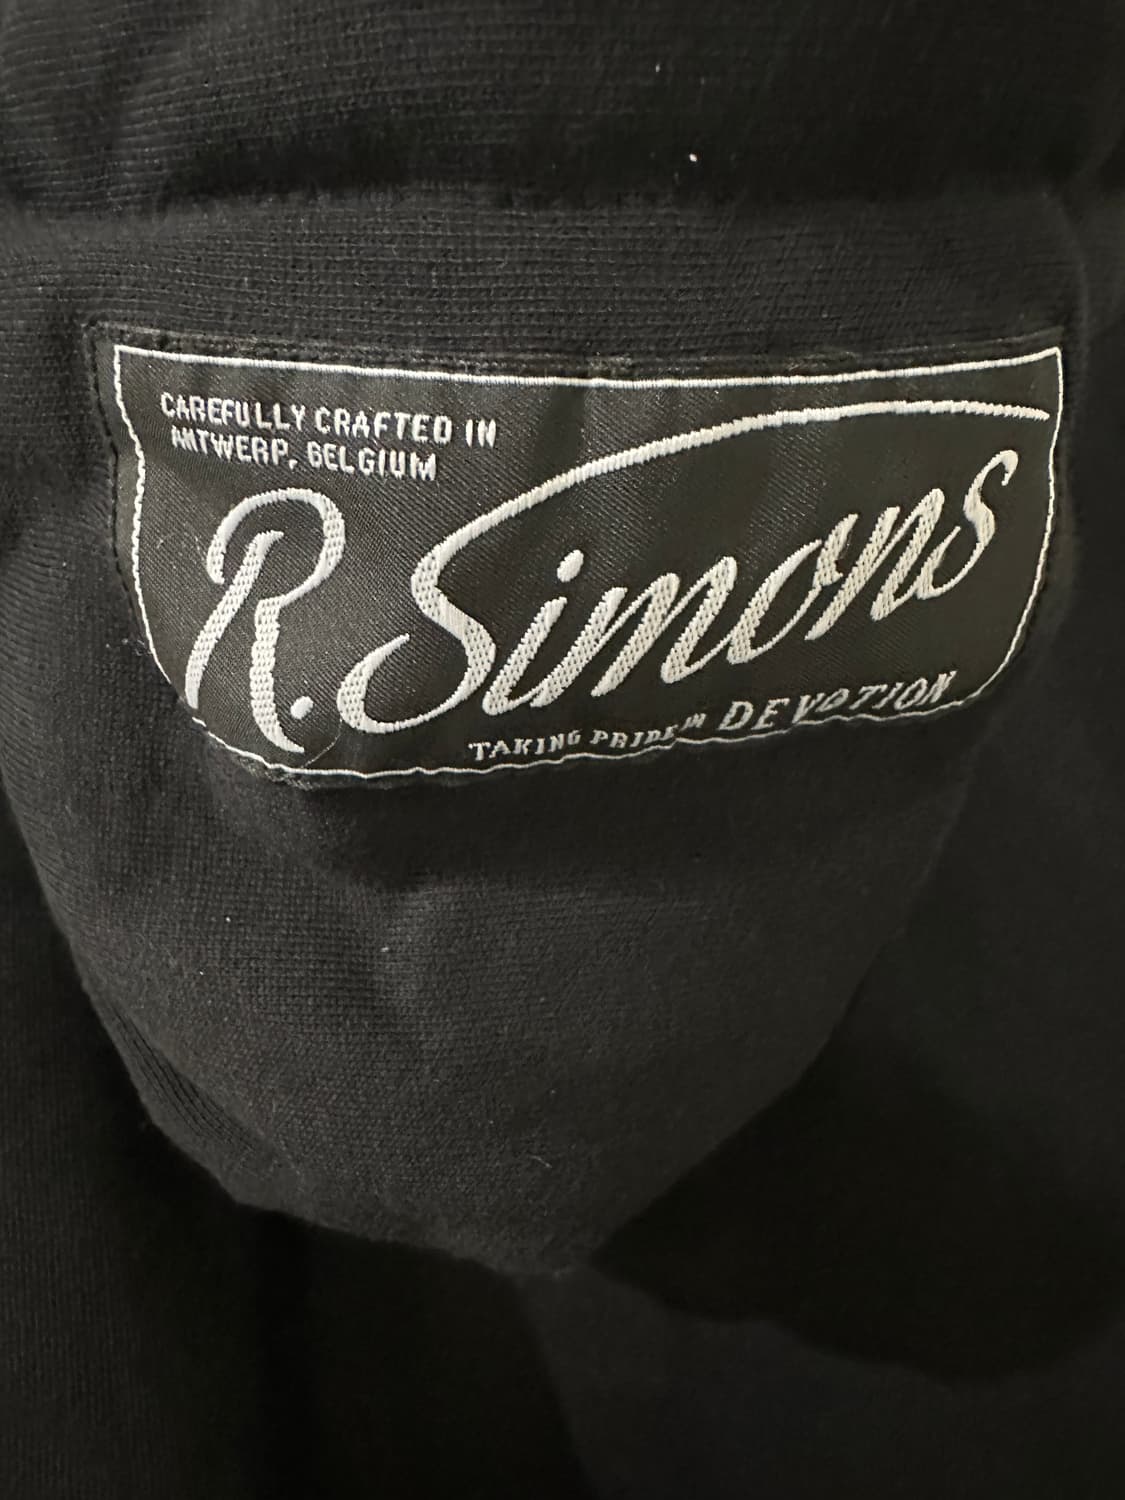 CAREFULLY CRAFTED IN
ANTWERP, BELGIUM
R. Simons
TAKING PRIDE IN DEVOTION